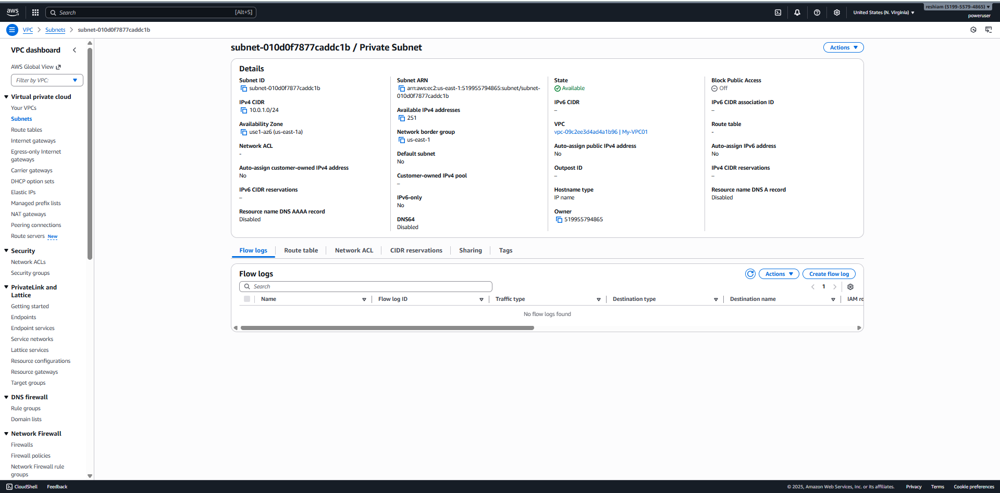 aws
Search
[Alt+S]
United States (N. Virginia)
reshiam (5199-5579-4865)
poweruser
VPC
Subnets
subnet-010d0f7877caddc1b
VPC dashboard
AWS Global View
Filter by VPC:
Virtual private cloud
Your VPCs
Subnets
Route tables
Internet gateways
Egress-only Internet
gateways
Carrier gateways
DHCP option sets
Elastic IPs
Managed prefix lists
NAT gateways
Peering connections
Route servers New
Security
Network ACLs
Security groups
PrivateLink and
Lattice
Getting started
Endpoints
Endpoint services
Service networks
Lattice services
Resource configurations
Resource gateways
Target groups
DNS firewall
Rule groups
Domain lists
Network Firewall
Firewalls
Firewall policies
Network Firewall rule
groups
subnet-010d0f7877caddc1b / Private Subnet
Actions
Details
Subnet ID
subnet-010d0f7877caddc1b
IPv4 CIDR
10.0.1.0/24
Availability Zone
use1-az6 (us-east-1a)
Network ACL
-
Auto-assign customer-owned IPv4 address
No
IPv6 CIDR reservations
–
Resource name DNS AAAA record
Disabled
Subnet ARN
arn:aws:ec2:us-east-1:519955794865:subnet/subnet-
010d0f7877caddc1b
Available IPv4 addresses
251
Network border group
us-east-1
Default subnet
No
Customer-owned IPv4 pool
–
IPv6-only
No
DNS64
Disabled
State
Available
IPv6 CIDR
–
VPC
vpc-09c2ee3d4ad4a1b96 | My-VPC01
Auto-assign public IPv4 address
No
Outpost ID
–
Hostname type
IP name
Owner
519955794865
Block Public Access
Off
IPv6 CIDR association ID
–
Route table
-
Auto-assign IPv6 address
No
IPv4 CIDR reservations
–
Resource name DNS A record
Disabled
Flow logs
Route table
Network ACL
CIDR reservations
Sharing
Tags
Flow logs
Actions
Create flow log
Search
1
Name
Flow log ID
Traffic type
Destination type
Destination name
IAM ro
No flow logs found
CloudShell
Feedback
© 2025, Amazon Web Services, Inc. or its affiliates.
Privacy
Terms
Cookie preferences